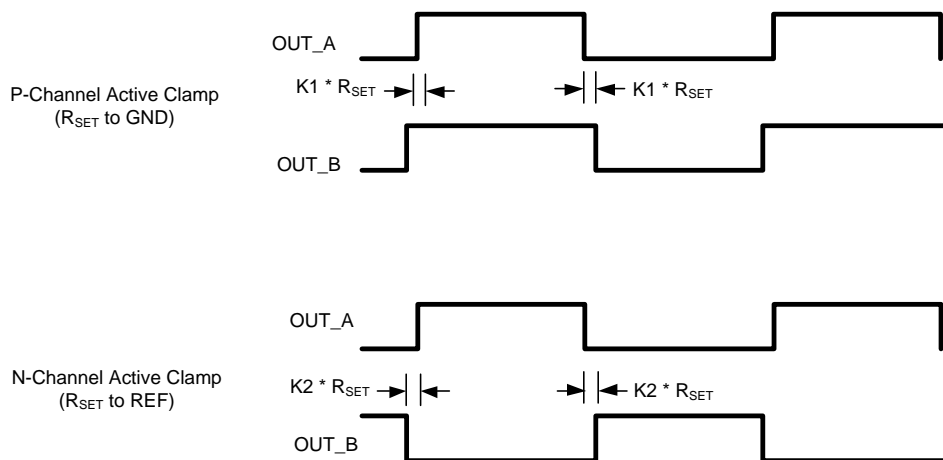 OUT_A
K1 * RSET
K1 * RSET
P-Channel Active Clamp
(RSET to GND)
OUT_B
OUT_A
K2 * RSET
K2 * RSET
N-Channel Active Clamp
(RSET to REF)
OUT_B